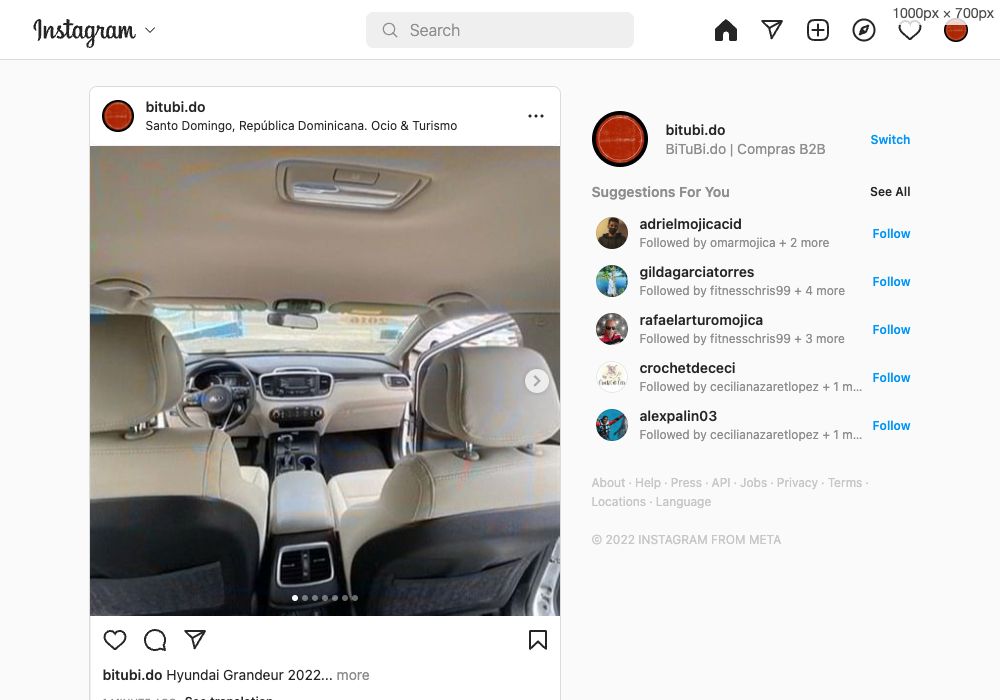 Instagram
Search
1000px × 700px
bitubi.do
Santo Domingo, República Dominicana. Ocio & Turismo
bitubi.do
BiTuBi.do | Compras B2B
Switch
Suggestions For You
See All
adrielmojicacid
Followed by omarmojica + 2 more
Follow
gildagarciatorres
Followed by fitnesschris99 + 4 more
Follow
rafaelarturomojica
Followed by fitnesschris99 + 3 more
Follow
crochetdececi
Followed by cecilianazaretlopez + 1 m...
Follow
alexpalin03
Followed by cecilianazaretlopez + 1 m...
Follow
About · Help · Press · API · Jobs · Privacy · Terms ·
Locations · Language
© 2022 INSTAGRAM FROM META
bitubi.do Hyundai Grandeur 2022... more